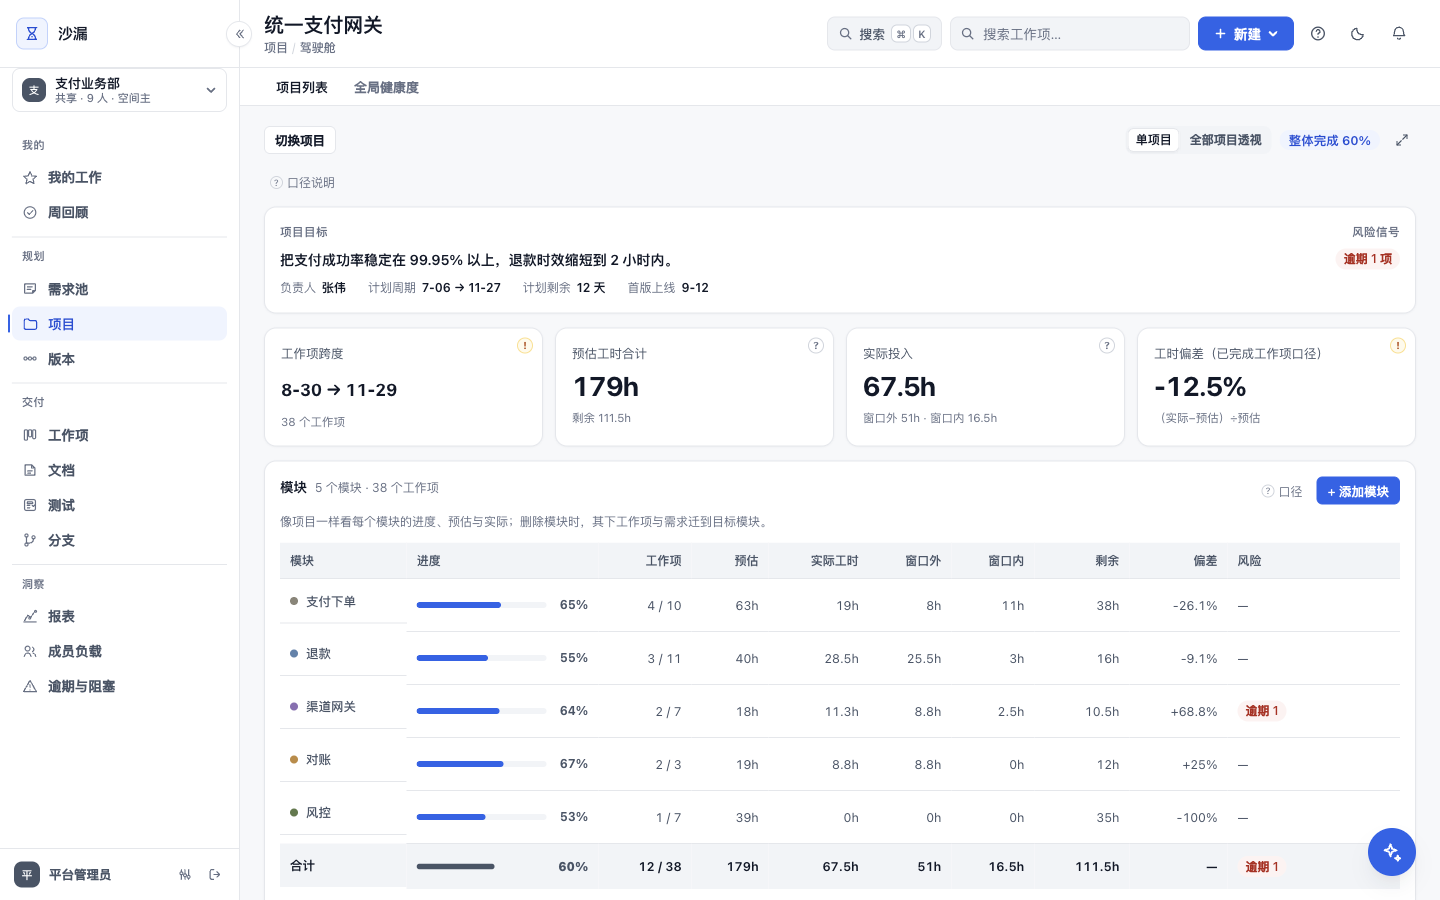 沙漏
支
支付业务部
共享 · 9 人 · 空间主
我的
我的工作
周回顾
规划
需求池
项目
版本
交付
工作项
文档
测试
分支
洞察
报表
成员负载
逾期与阻塞
平
平台管理员
统一支付网关
项目 / 驾驶舱
搜索 ⌘ K
搜索工作项...
+ 新建
项目列表 全局健康度
切换项目
单项目 全部项目透视 整体完成 60%
? 口径说明
项目目标 风险信号
把支付成功率稳定在 99.95% 以上，退款时效缩短到 2 小时内。 逾期 1 项
负责人 张伟 计划周期 7-06 → 11-27 计划剩余 12 天 首版上线 9-12
工作项跨度 !
8-30 → 11-29
38 个工作项
预估工时合计 ?
179h
剩余 111.5h
实际投入 ?
67.5h
窗口外 51h · 窗口内 16.5h
工时偏差（已完成工作项口径） !
-12.5%
（实际−预估）÷预估
模块 5 个模块 · 38 个工作项 ? 口径 + 添加模块
像项目一样看每个模块的进度、预估与实际；删除模块时，其下工作项与需求迁到目标模块。
模块 进度 工作项 预估 实际工时 窗口外 窗口内 剩余 偏差 风险
支付下单 65% 4 / 10 63h 19h 8h 11h 38h -26.1% —
退款 55% 3 / 11 40h 28.5h 25.5h 3h 16h -9.1% —
渠道网关 64% 2 / 7 18h 11.3h 8.8h 2.5h 10.5h +68.8% 逾期 1
对账 67% 2 / 3 19h 8.8h 8.8h 0h 12h +25% —
风控 53% 1 / 7 39h 0h 0h 0h 35h -100% —
合计 60% 12 / 38 179h 67.5h 51h 16.5h 111.5h — 逾期 1